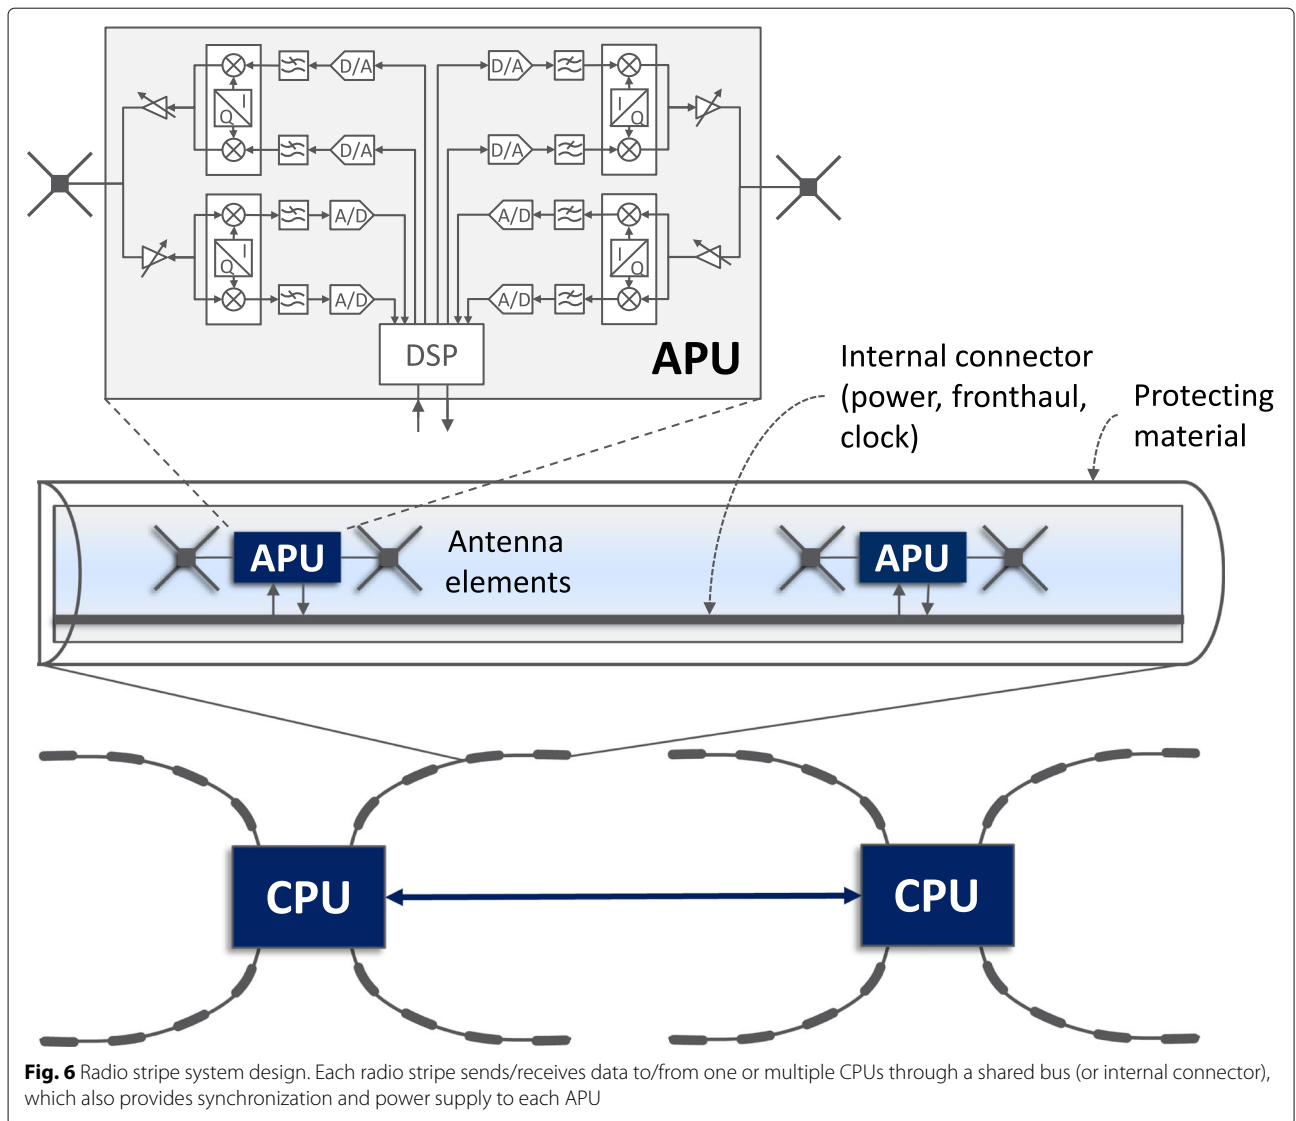 D/A
D/A
I
Q
I
Q
D/A
D/A
A/D
A/D
I
Q
I
Q
A/D
A/D
DSP
APU
Internal connector
(power, fronthaul,
clock)
Protecting
material
APU
Antenna
elements
APU
CPU
CPU
Fig. 6 Radio stripe system design. Each radio stripe sends/receives data to/from one or multiple CPUs through a shared bus (or internal connector),
which also provides synchronization and power supply to each APU